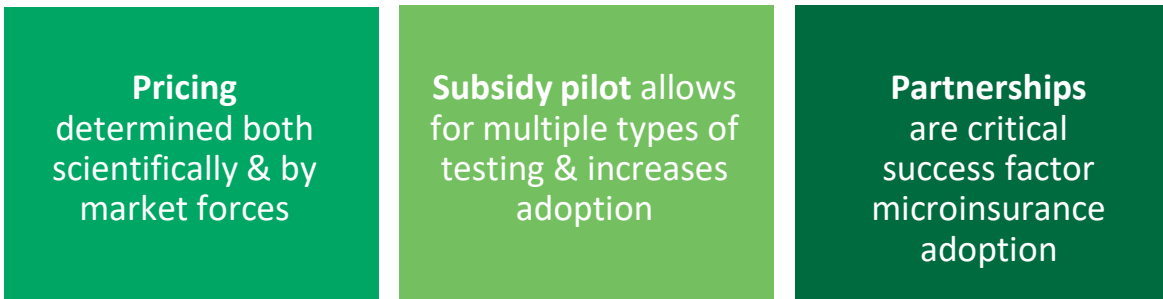 Pricing
determined both
scientifically & by
market forces
Subsidy pilot allows
for multiple types of
testing & increases
adoption
Partnerships
are critical
success factor
microinsurance
adoption